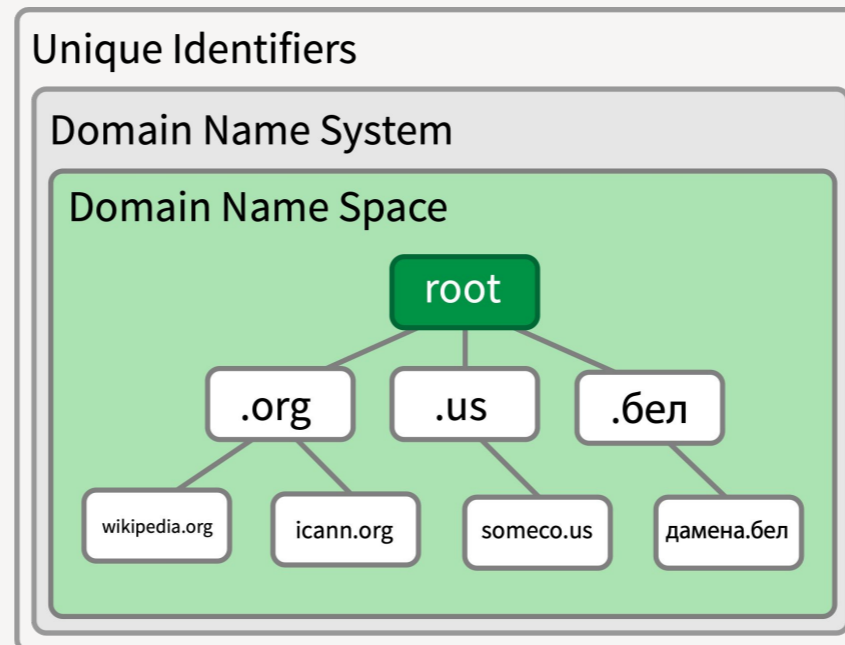 Unique Identifiers
Domain Name System
Domain Name Space
root
.org
.us
.бел
wikipedia.org
icann.org
someco.us
дамена.бел